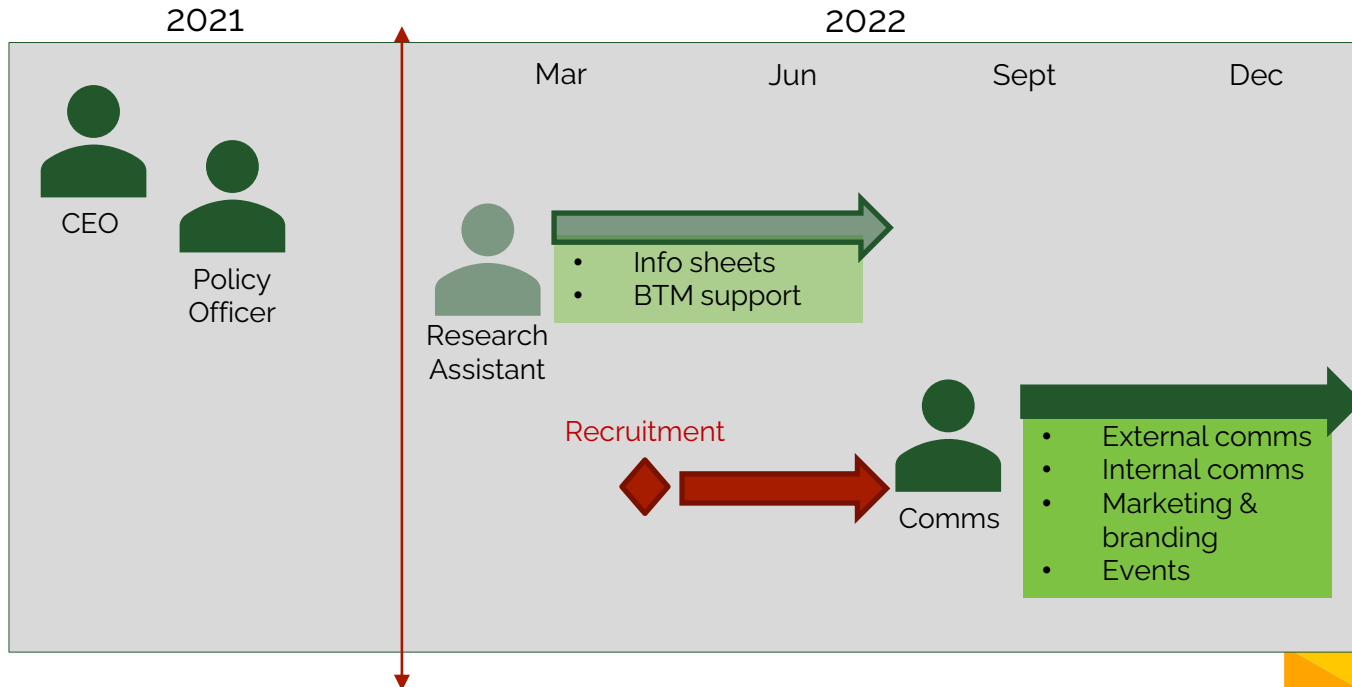 2021
2022
Mar
Jun
Sept
Dec
CEO
Policy
Officer
Research
Assistant
• Info sheets
• BTM support
Recruitment
Comms
• External comms
• Internal comms
• Marketing &
branding
• Events